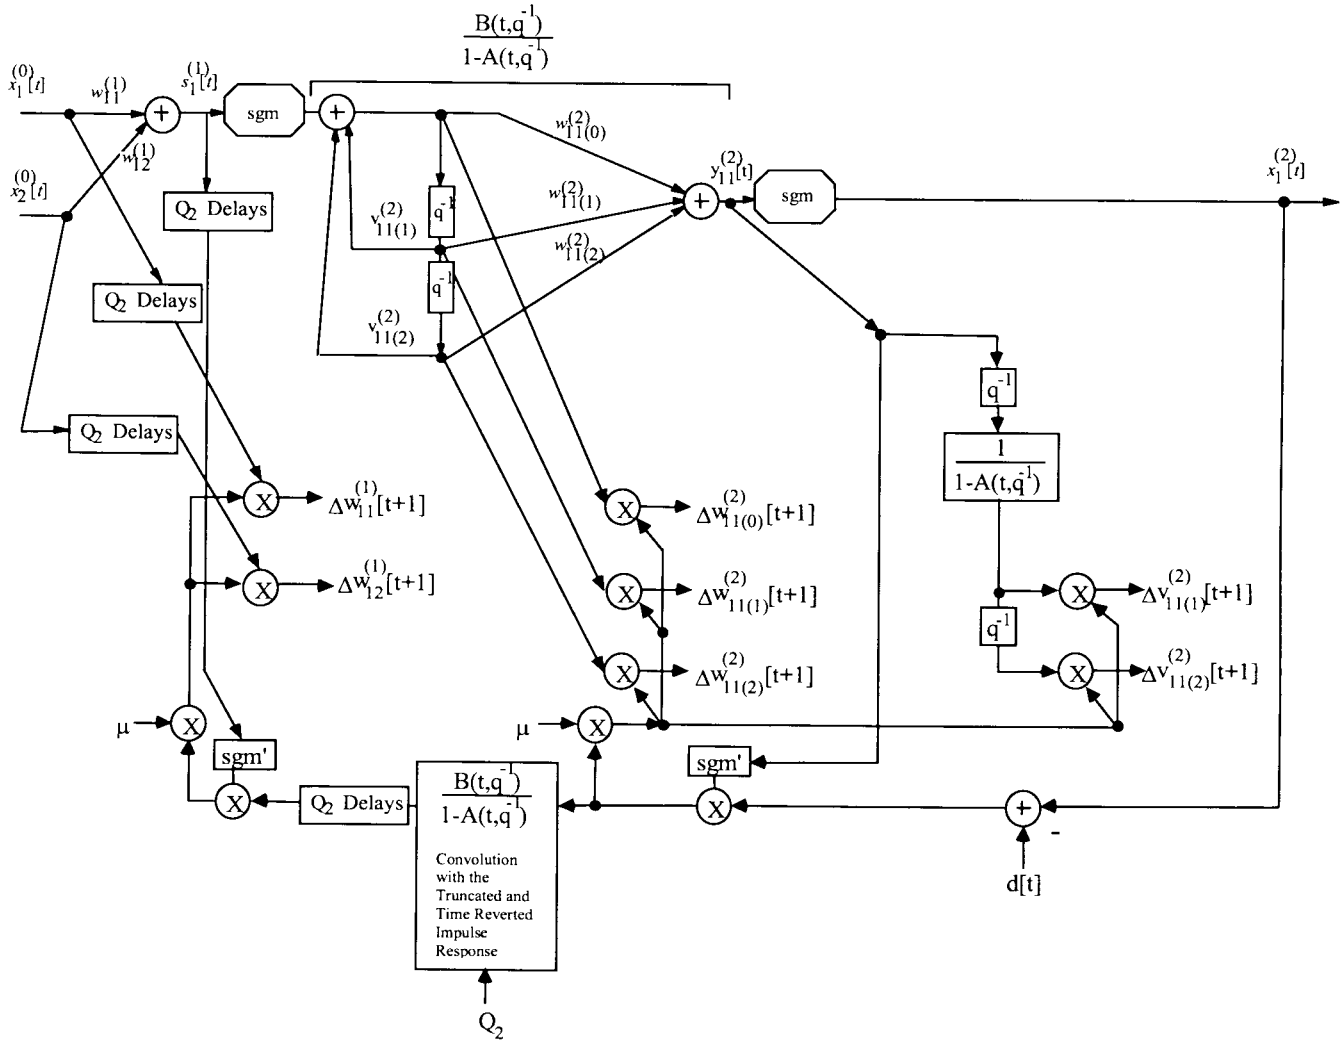 B(t,q⁻¹)
1-A(t,q⁻¹)
x₁⁽⁰⁾[t]
w₁₁⁽¹⁾
s₁⁽¹⁾[t]
sgm
+
+
w₁₁₍₀₎⁽²⁾
x₂⁽⁰⁾[t]
w₁₂⁽¹⁾
y₁₁⁽²⁾[t]
x₁⁽²⁾[t]
Q₂ Delays
q⁻¹
v₁₁₍₁₎⁽²⁾
w₁₁₍₁₎⁽²⁾
+
sgm
w₁₁₍₂₎⁽²⁾
Q₂ Delays
q⁻¹
v₁₁₍₂₎⁽²⁾
q⁻¹
Q₂ Delays
1
1-A(t,q⁻¹)
X
Δw₁₁⁽¹⁾[t+1]
X
Δw₁₁₍₀₎⁽²⁾[t+1]
X
Δw₁₂⁽¹⁾[t+1]
X
Δw₁₁₍₁₎⁽²⁾[t+1]
X
Δv₁₁₍₁₎⁽²⁾[t+1]
q⁻¹
X
Δw₁₁₍₂₎⁽²⁾[t+1]
X
Δv₁₁₍₂₎⁽²⁾[t+1]
μ
X
μ
X
sgm'
sgm'
X
Q₂ Delays
B(t,q⁻¹)
1-A(t,q⁻¹)
X
+
-
Convolution
with the
Truncated and
Time Reverted
Impulse
Response
d[t]
Q₂